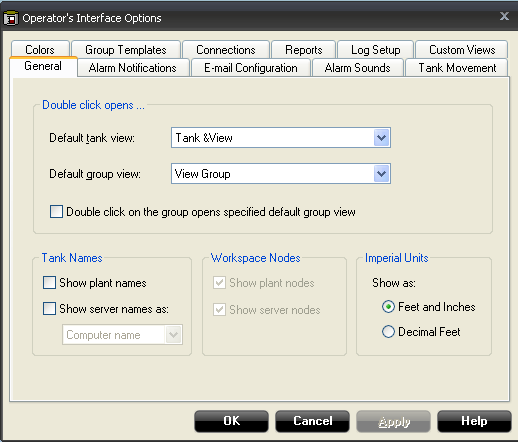 Operator's Interface Options
Colors Group Templates Connections Reports Log Setup Custom Views
General Alarm Notifications E-mail Configuration Alarm Sounds Tank Movement
Double click opens ...
Default tank view: Tank &View
Default group view: View Group
Double click on the group opens specified default group view
Tank Names
Show plant names
Show server names as:
Computer name
Workspace Nodes
Show plant nodes
Show server nodes
Imperial Units
Show as:
Feet and Inches
Decimal Feet
OK Cancel Apply Help